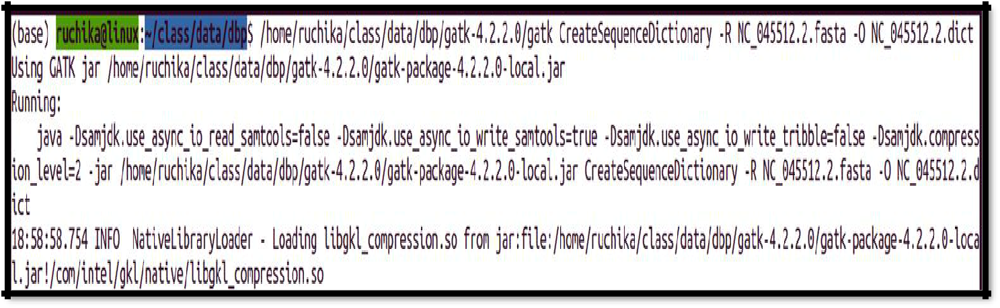 (base) ruchika@linux:~/class/data/dbp$ /home/ruchika/class/data/dbp/gatk-4.2.2.0/gatk CreateSequenceDictionary -R NC_045512.2.fasta -O NC_045512.2.dict
Using GATK jar /home/ruchika/class/data/dbp/gatk-4.2.2.0/gatk-package-4.2.2.0-local.jar
Running:
    java -Dsamjdk.use_async_io_read_samtools=false -Dsamjdk.use_async_io_write_samtools=true -Dsamjdk.use_async_io_write_tribble=false -Dsamjdk.compress
ion_level=2 -jar /home/ruchika/class/data/dbp/gatk-4.2.2.0/gatk-package-4.2.2.0-local.jar CreateSequenceDictionary -R NC_045512.2.fasta -O NC_045512.2.d
ict
18:58:58.754 INFO  NativeLibraryLoader - Loading libgkl_compression.so from jar:file:/home/ruchika/class/data/dbp/gatk-4.2.2.0/gatk-package-4.2.2.0-loca
l.jar!/com/intel/gkl/native/libgkl_compression.so